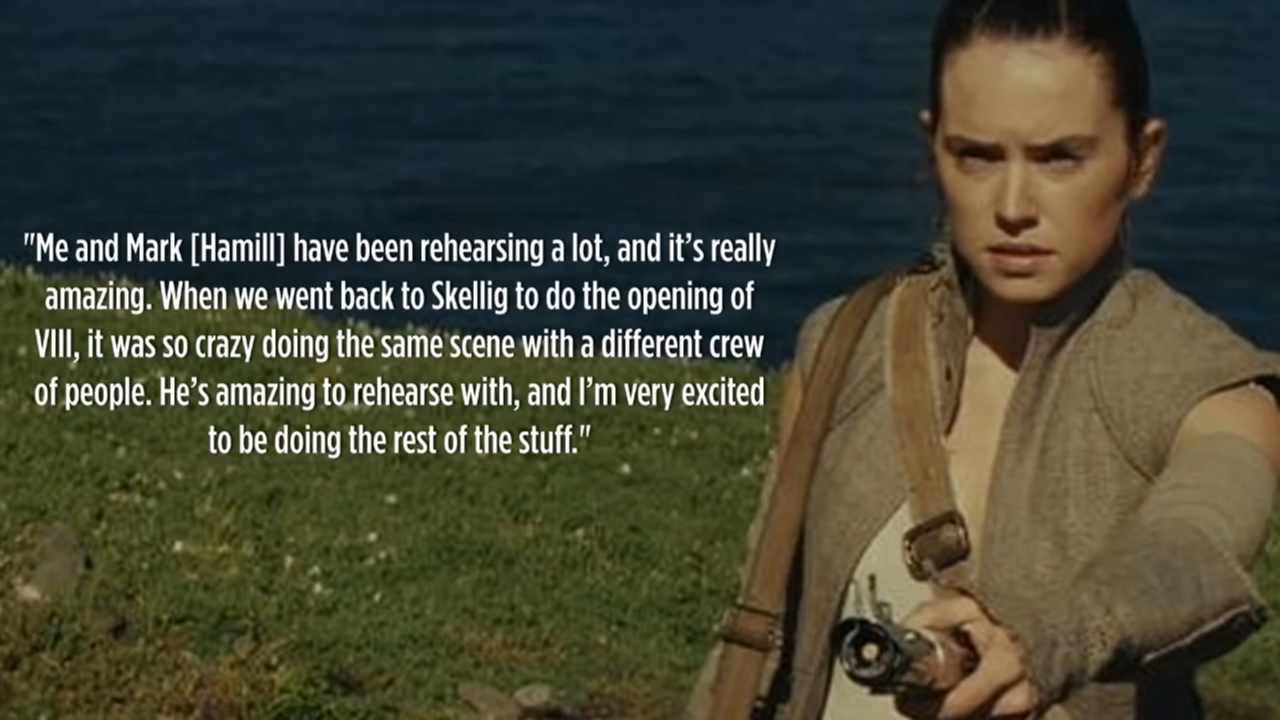 "Me and Mark [Hamill] have been rehearsing a lot, and it’s really
amazing. When we went back to Skellig to do the opening of
VIII, it was so crazy doing the same scene with a different crew
of people. He’s amazing to rehearse with, and I’m very excited
to be doing the rest of the stuff."